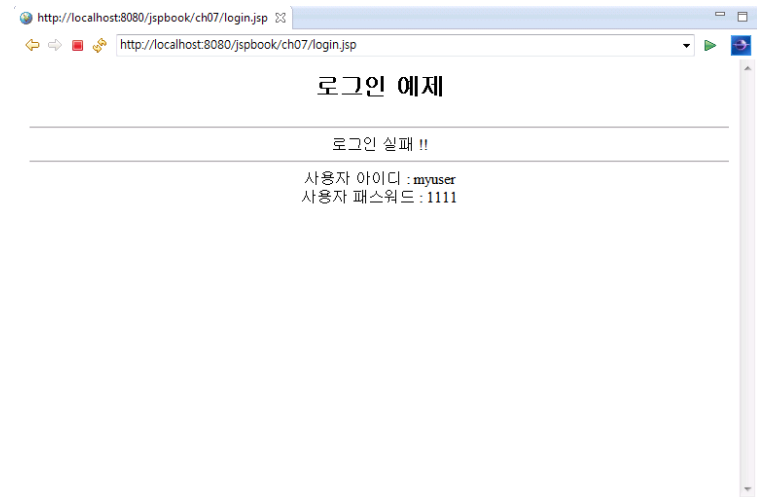 http://localhost:8080/jspbook/ch07/login.jsp
http://localhost:8080/jspbook/ch07/login.jsp
로그인 예제
로그인 실패 !!
사용자 아이디 : myuser
사용자 패스워드 : 1111